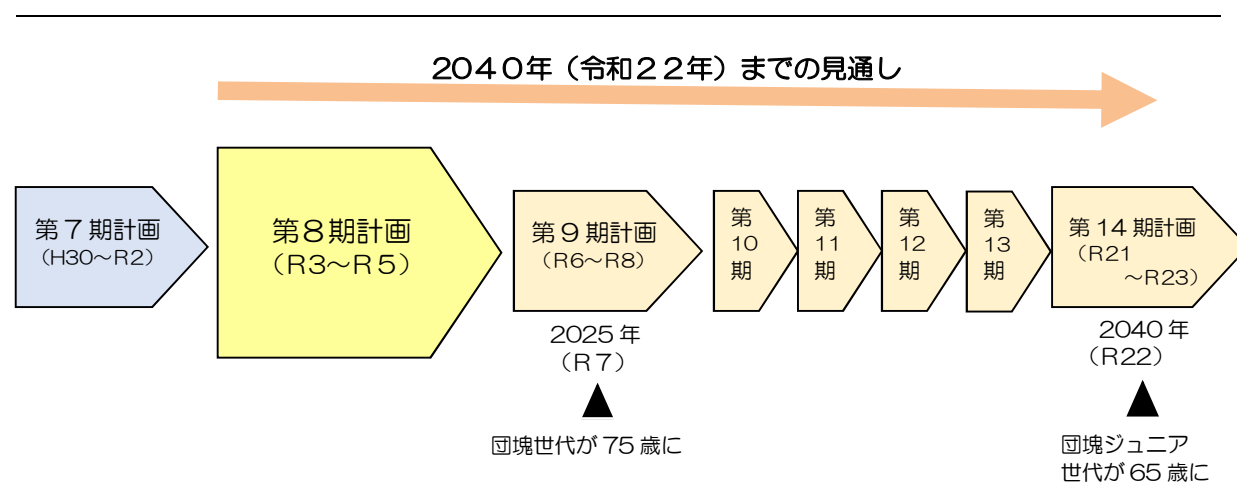 2040年（令和22年）までの見通し
第７期計画
（H30～R2）
第８期計画
（R３～R５）
第９期計画
（R6～R8）
第
10
期
第
11
期
第
12
期
第
13
期
第 14 期計画
（R21
～R23）
2025 年
（R７）
2040 年
（R22）
団塊世代が 75 歳に
団塊ジュニア
世代が 65 歳に